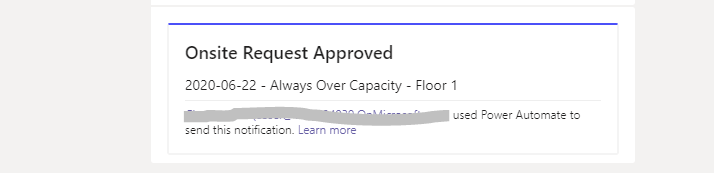 Onsite Request Approved
2020-06-22 - Always Over Capacity - Floor 1
used Power Automate to
send this notification. Learn more